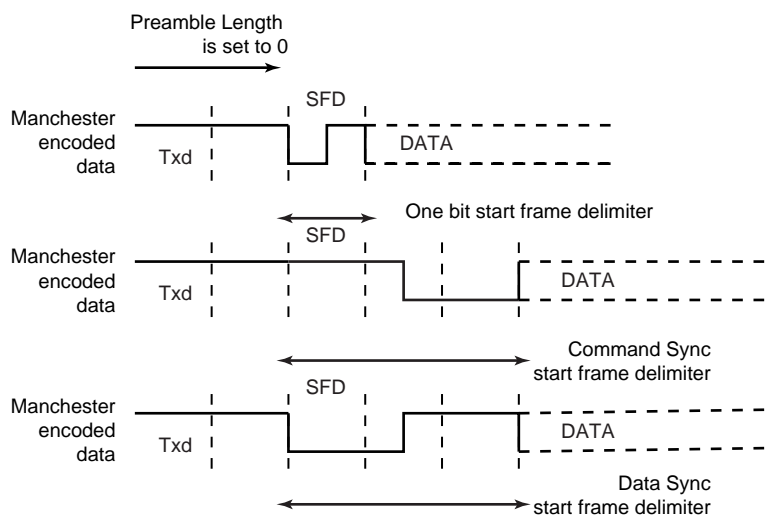 Preamble Length
is set to 0
SFD
Manchester
encoded
data
Txd
DATA
One bit start frame delimiter
SFD
Manchester
encoded
data
Txd
DATA
Command Sync
start frame delimiter
SFD
Manchester
encoded
data
Txd
DATA
Data Sync
start frame delimiter